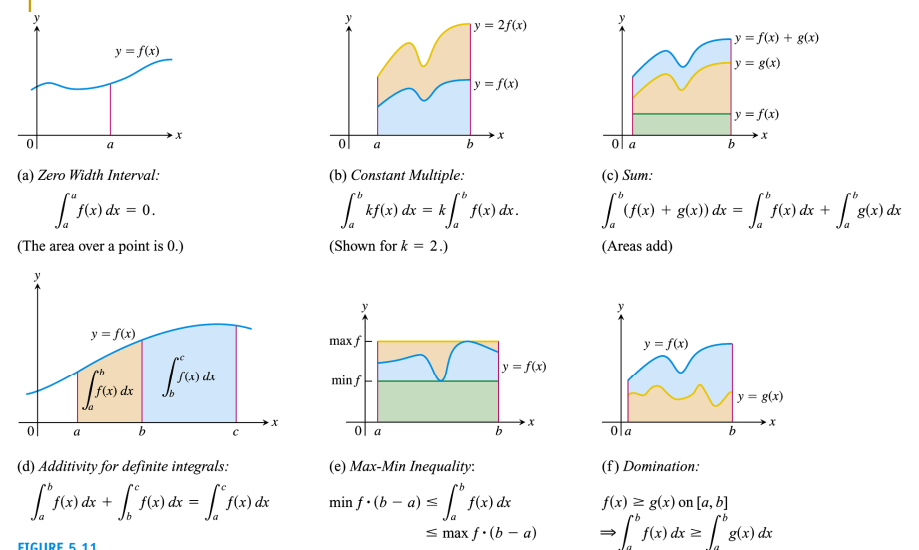 y
y = f(x)
0
a
x
(a) Zero Width Interval:
∫_a^a f(x) dx = 0.
(The area over a point is 0.)
y
y = 2f(x)
y = f(x)
0
a
b
x
(b) Constant Multiple:
∫_a^b kf(x) dx = k ∫_a^b f(x) dx.
(Shown for k = 2.)
y
y = f(x) + g(x)
y = g(x)
y = f(x)
0
a
b
x
(c) Sum:
∫_a^b (f(x) + g(x)) dx = ∫_a^b f(x) dx + ∫_a^b g(x) dx
(Areas add)
y
y = f(x)
∫_a^b f(x) dx
∫_b^c f(x) dx
0
a
b
c
x
(d) Additivity for definite integrals:
∫_a^b f(x) dx + ∫_b^c f(x) dx = ∫_a^c f(x) dx
y
max f
min f
y = f(x)
0
a
b
x
(e) Max-Min Inequality:
min f · (b − a) ≤ ∫_a^b f(x) dx
≤ max f · (b − a)
y
y = f(x)
y = g(x)
0
a
b
x
(f) Domination:
f(x) ≥ g(x) on [a, b]
⇒ ∫_a^b f(x) dx ≥ ∫_a^b g(x) dx
FIGURE 5.11